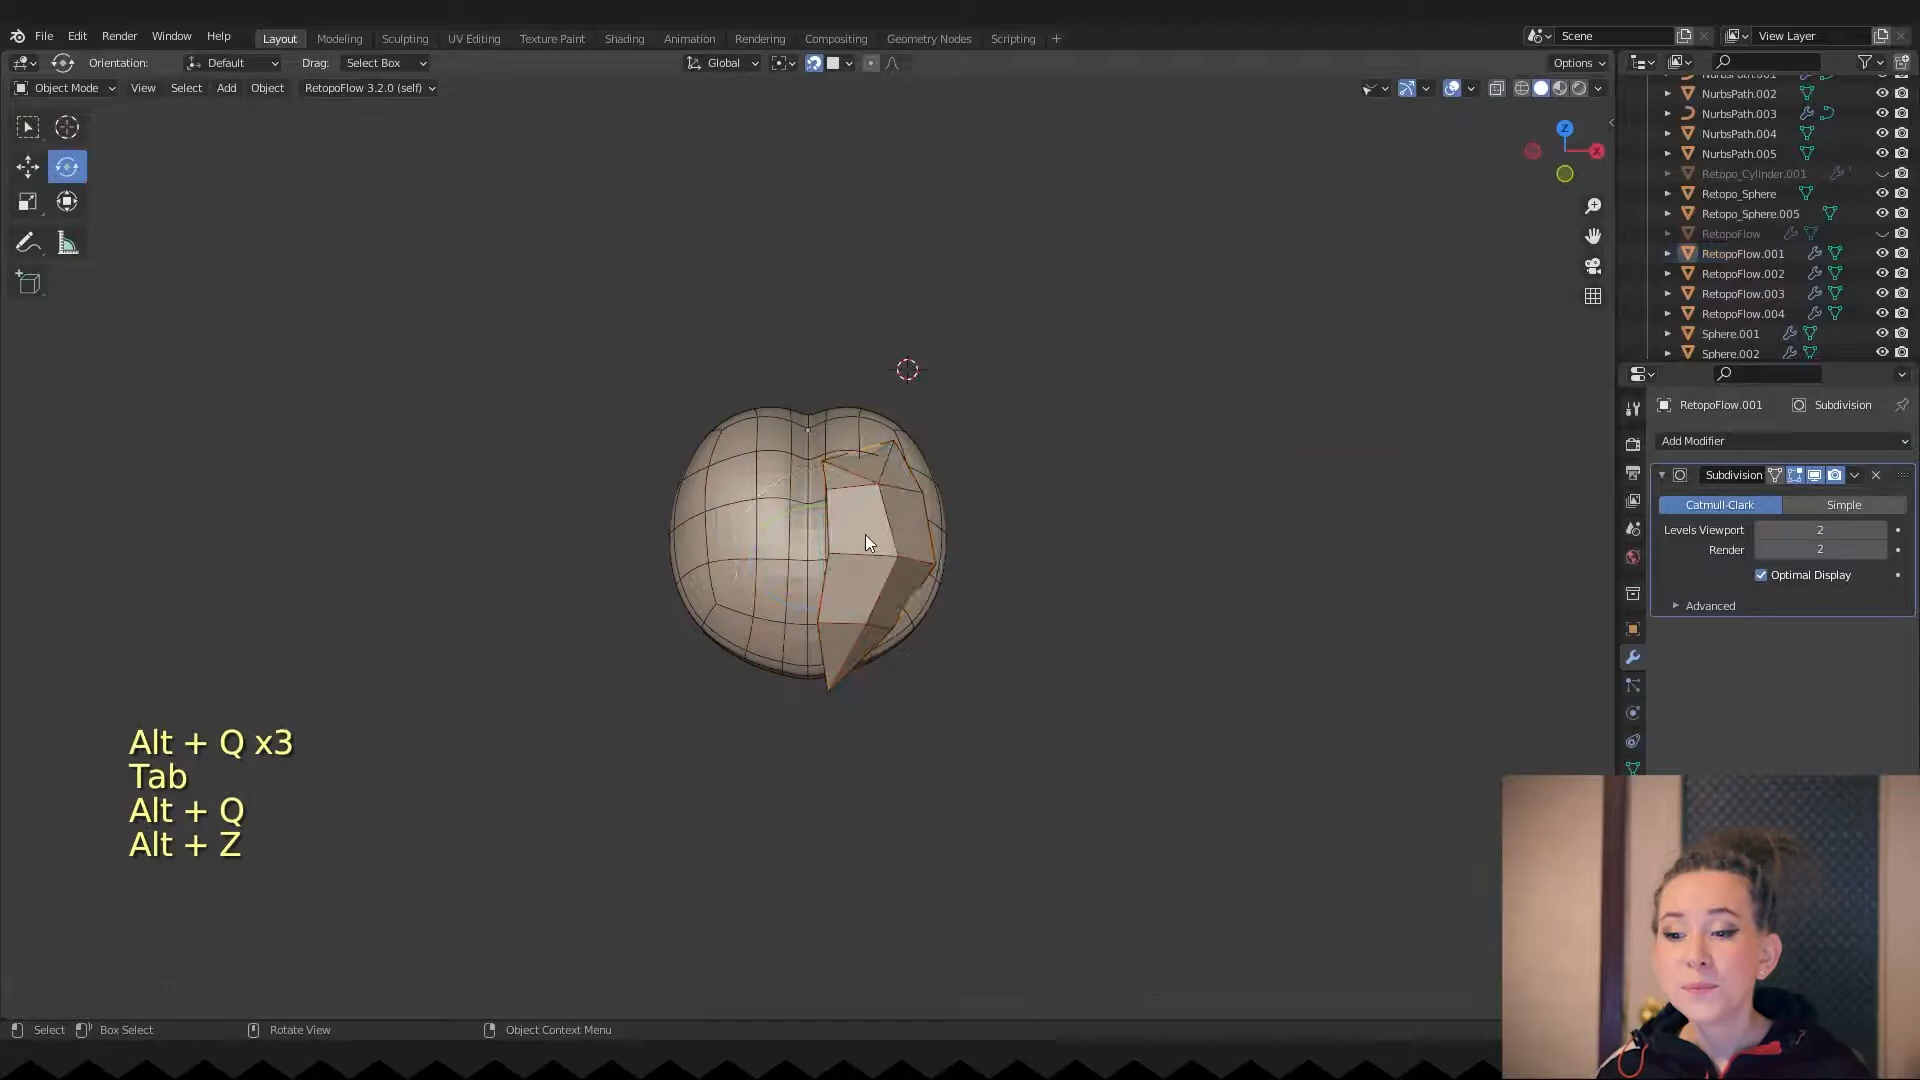 File Edit Render Window Help Layout Modeling Sculpting UV Editing Texture Paint Shading Animation Rendering Compositing Geometry Nodes Scripting + Scene View Layer
Orientation: Default Drag: Select Box Global Options
Object Mode View Select Add Object RetopoFlow 3.2.0 (self)
NurbsPath.001
NurbsPath.002
NurbsPath.003
NurbsPath.004
NurbsPath.005
Retopo_Cylinder.001
Retopo_Sphere
Retopo_Sphere.005
RetopoFlow
RetopoFlow.001
RetopoFlow.002
RetopoFlow.003
RetopoFlow.004
Sphere.001
Sphere.002
Z
X
RetopoFlow.001 Subdivision
Add Modifier
Subdivision
Catmull-Clark Simple
Levels Viewport 2
Render 2
Optimal Display
Advanced
Alt + Q x3
Tab
Alt + Q
Alt + Z
Select Box Select Rotate View Object Context Menu